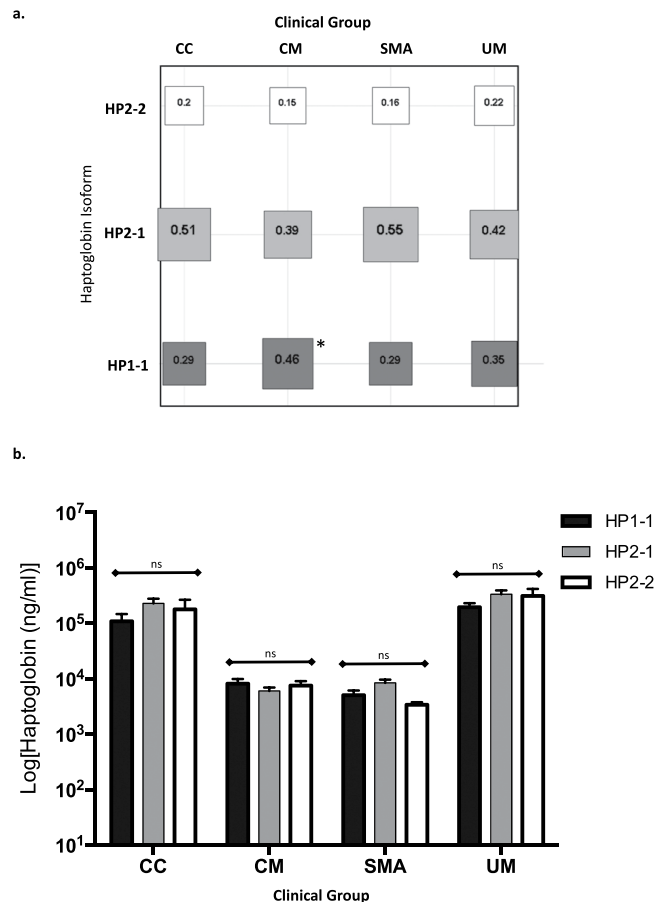 a.
Clinical Group
CC CM SMA UM
HP2-2 0.2 0.15 0.16 0.22
Haptoglobin Isoform
HP2-1 0.51 0.39 0.55 0.42
HP1-1 0.29 0.46 * 0.29 0.35
b.
Log[Haptoglobin (ng/ml)]
10⁷
10⁶
10⁵
10⁴
10³
10²
10¹
ns ns ns ns
HP1-1
HP2-1
HP2-2
CC CM SMA UM
Clinical Group